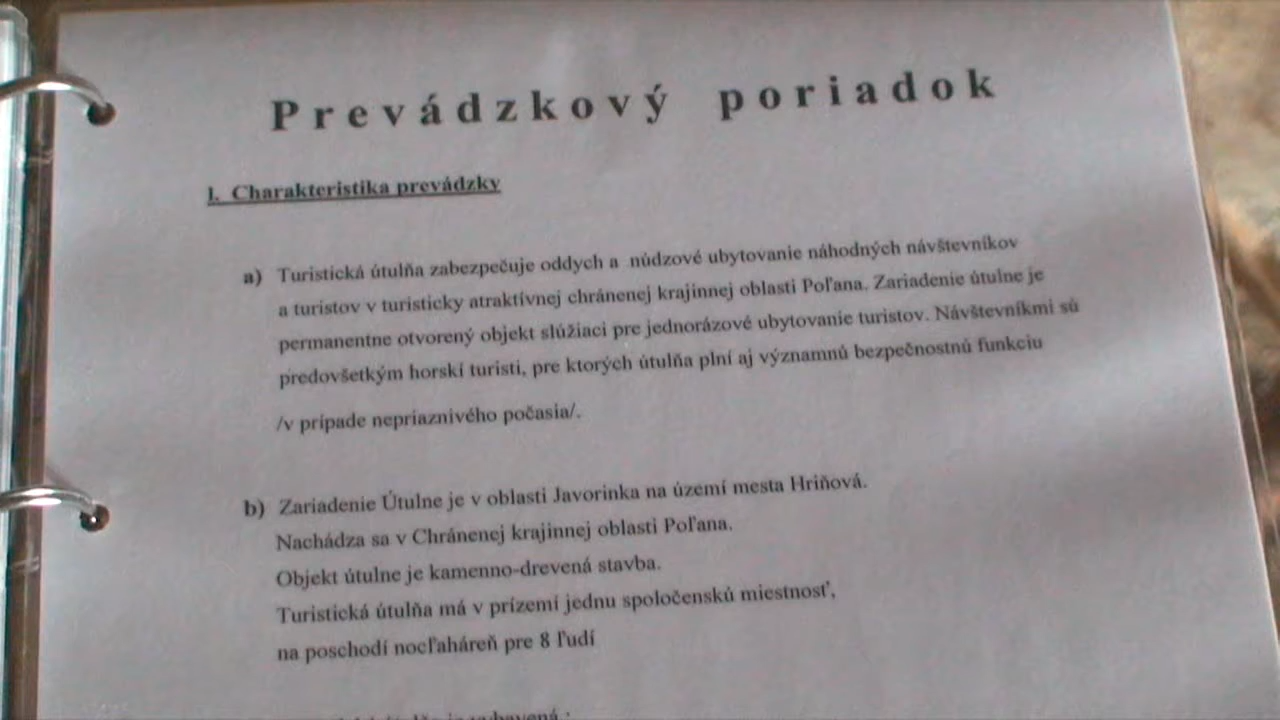 Prevádzkový poriadok
I. Charakteristika prevádzky
a) Turistická útulňa zabezpečuje oddych a núdzové ubytovanie náhodných návštevníkov
a turistov v turisticky atraktívnej chránenej krajinnej oblasti Poľana. Zariadenie útulne je
permanentne otvorený objekt slúžiaci pre jednorázové ubytovanie turistov. Návštevníkmi sú
predovšetkým horskí turisti, pre ktorých útulňa plní aj významnú bezpečnostnú funkciu
/v prípade nepriaznivého počasia/.
b) Zariadenie Útulne je v oblasti Javorinka na území mesta Hriňová.
Nachádza sa v Chránenej krajinnej oblasti Poľana.
Objekt útulne je kamenno-drevená stavba.
Turistická útulňa má v prízemí jednu spoločenskú miestnosť,
na poschodí nocľaháreň pre 8 ľudí